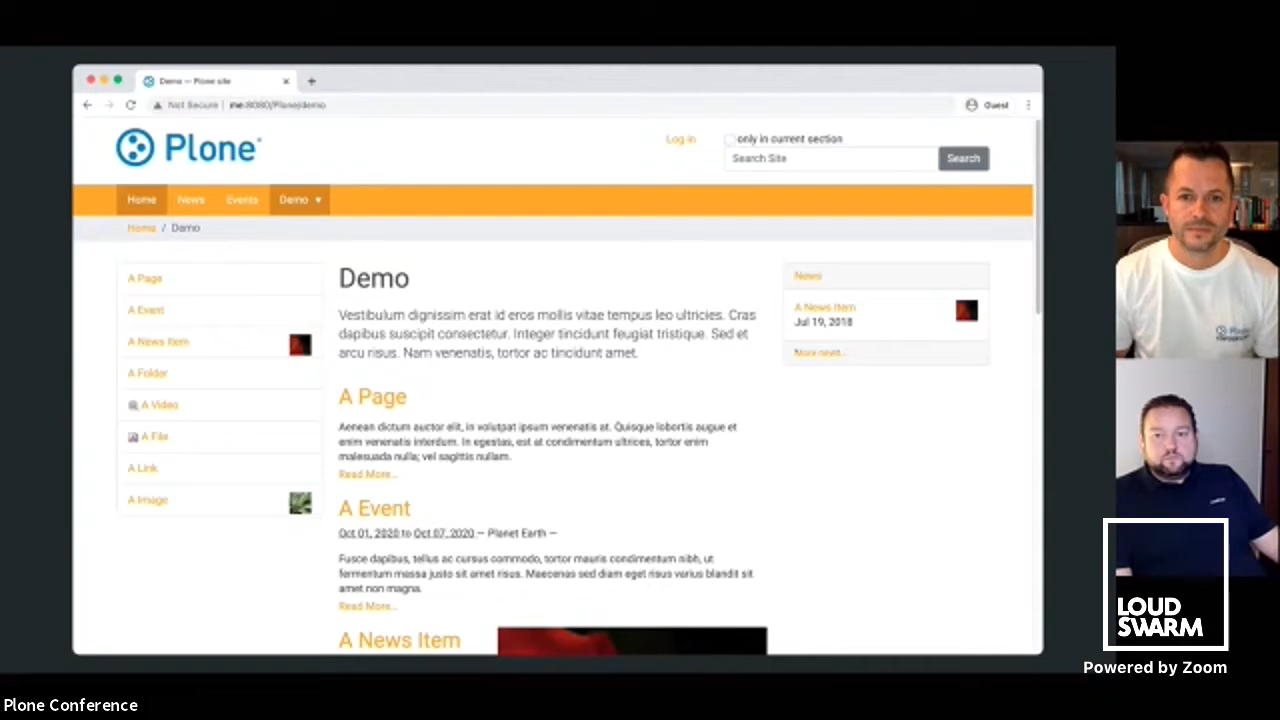 Demo — Plone site
Not Secure | me:8080/Plone/demo
Guest
Plone
Log in
only in current section
Search Site
Search
Home
News
Events
Demo
Home / Demo
A Page
A Event
A News Item
A Folder
A Video
A File
A Link
A Image
Demo
Vestibulum dignissim erat id eros mollis vitae tempus leo ultricies. Cras
dapibus suscipit consectetur. Integer tincidunt feugiat tristique. Sed et
arcu risus. Nam venenatis, tortor ac tincidunt amet.
A Page
Aenean dictum auctor elit, in volutpat ipsum venenatis at. Quisque lobortis augue et
enim venenatis interdum. In egestas, est at condimentum ultrices, tortor enim
malesuada nulla; vel sagittis nullam.
Read More…
A Event
Oct 01, 2020 to Oct 07, 2020 — Planet Earth —
Fusce dapibus, tellus ac cursus commodo, tortor mauris condimentum nibh, ut
fermentum massa justo sit amet risus. Maecenas sed diam eget risus varius blandit sit
amet non magna.
Read More…
A News Item
News
A News Item
Jul 19, 2018
More news…
LOUD
SWARM
Powered by Zoom
Plone Conference